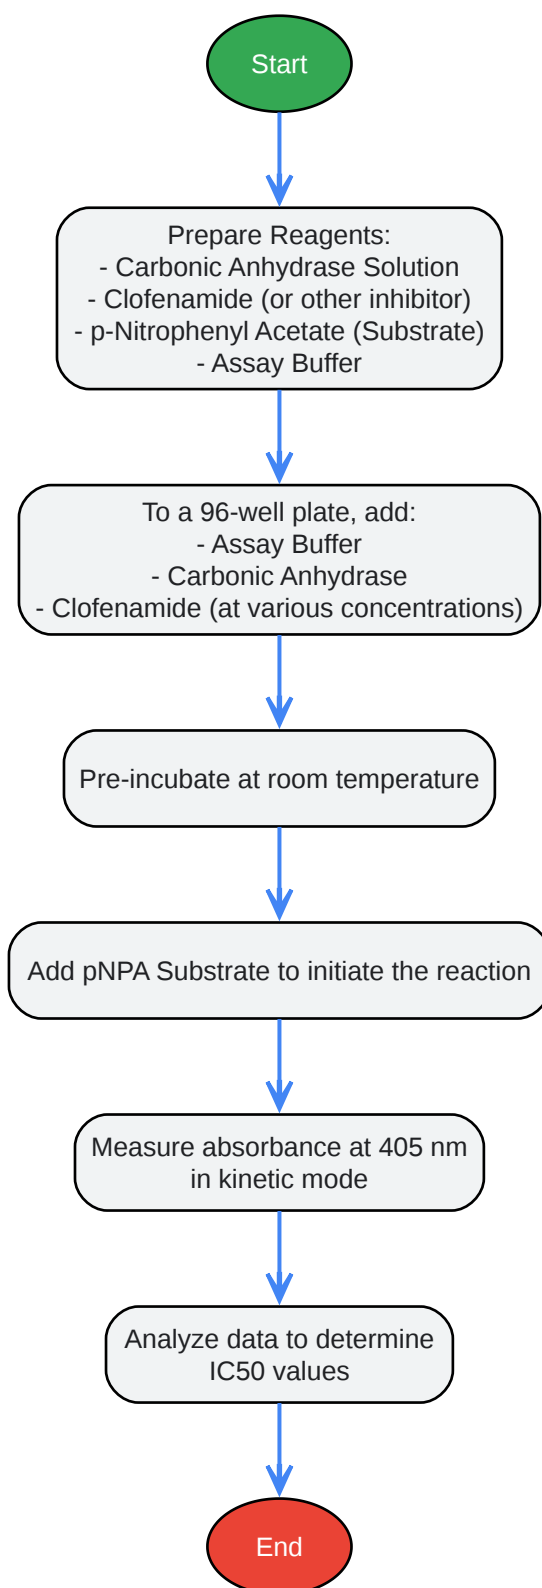 Start
Prepare Reagents:
- Carbonic Anhydrase Solution
- Clofenamide (or other inhibitor)
- p-Nitrophenyl Acetate (Substrate)
- Assay Buffer
To a 96-well plate, add:
- Assay Buffer
- Carbonic Anhydrase
- Clofenamide (at various concentrations)
Pre-incubate at room temperature
Add pNPA Substrate to initiate the reaction
Measure absorbance at 405 nm
in kinetic mode
Analyze data to determine
IC50 values
End